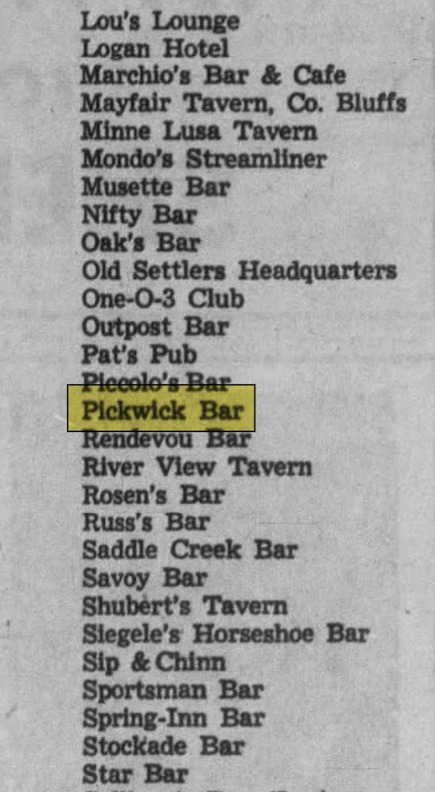 Lou's Lounge
Logan Hotel
Marchio's Bar & Cafe
Mayfair Tavern, Co. Bluffs
Minne Lusa Tavern
Mondo's Streamliner
Musette Bar
Nifty Bar
Oak's Bar
Old Settlers Headquarters
One-O-3 Club
Outpost Bar
Pat's Pub
Piccolo's Bar
Pickwick Bar
Rendevou Bar
River View Tavern
Rosen's Bar
Russ's Bar
Saddle Creek Bar
Savoy Bar
Shubert's Tavern
Siegele's Horseshoe Bar
Sip & Chinn
Sportsman Bar
Spring-Inn Bar
Stockade Bar
Star Bar